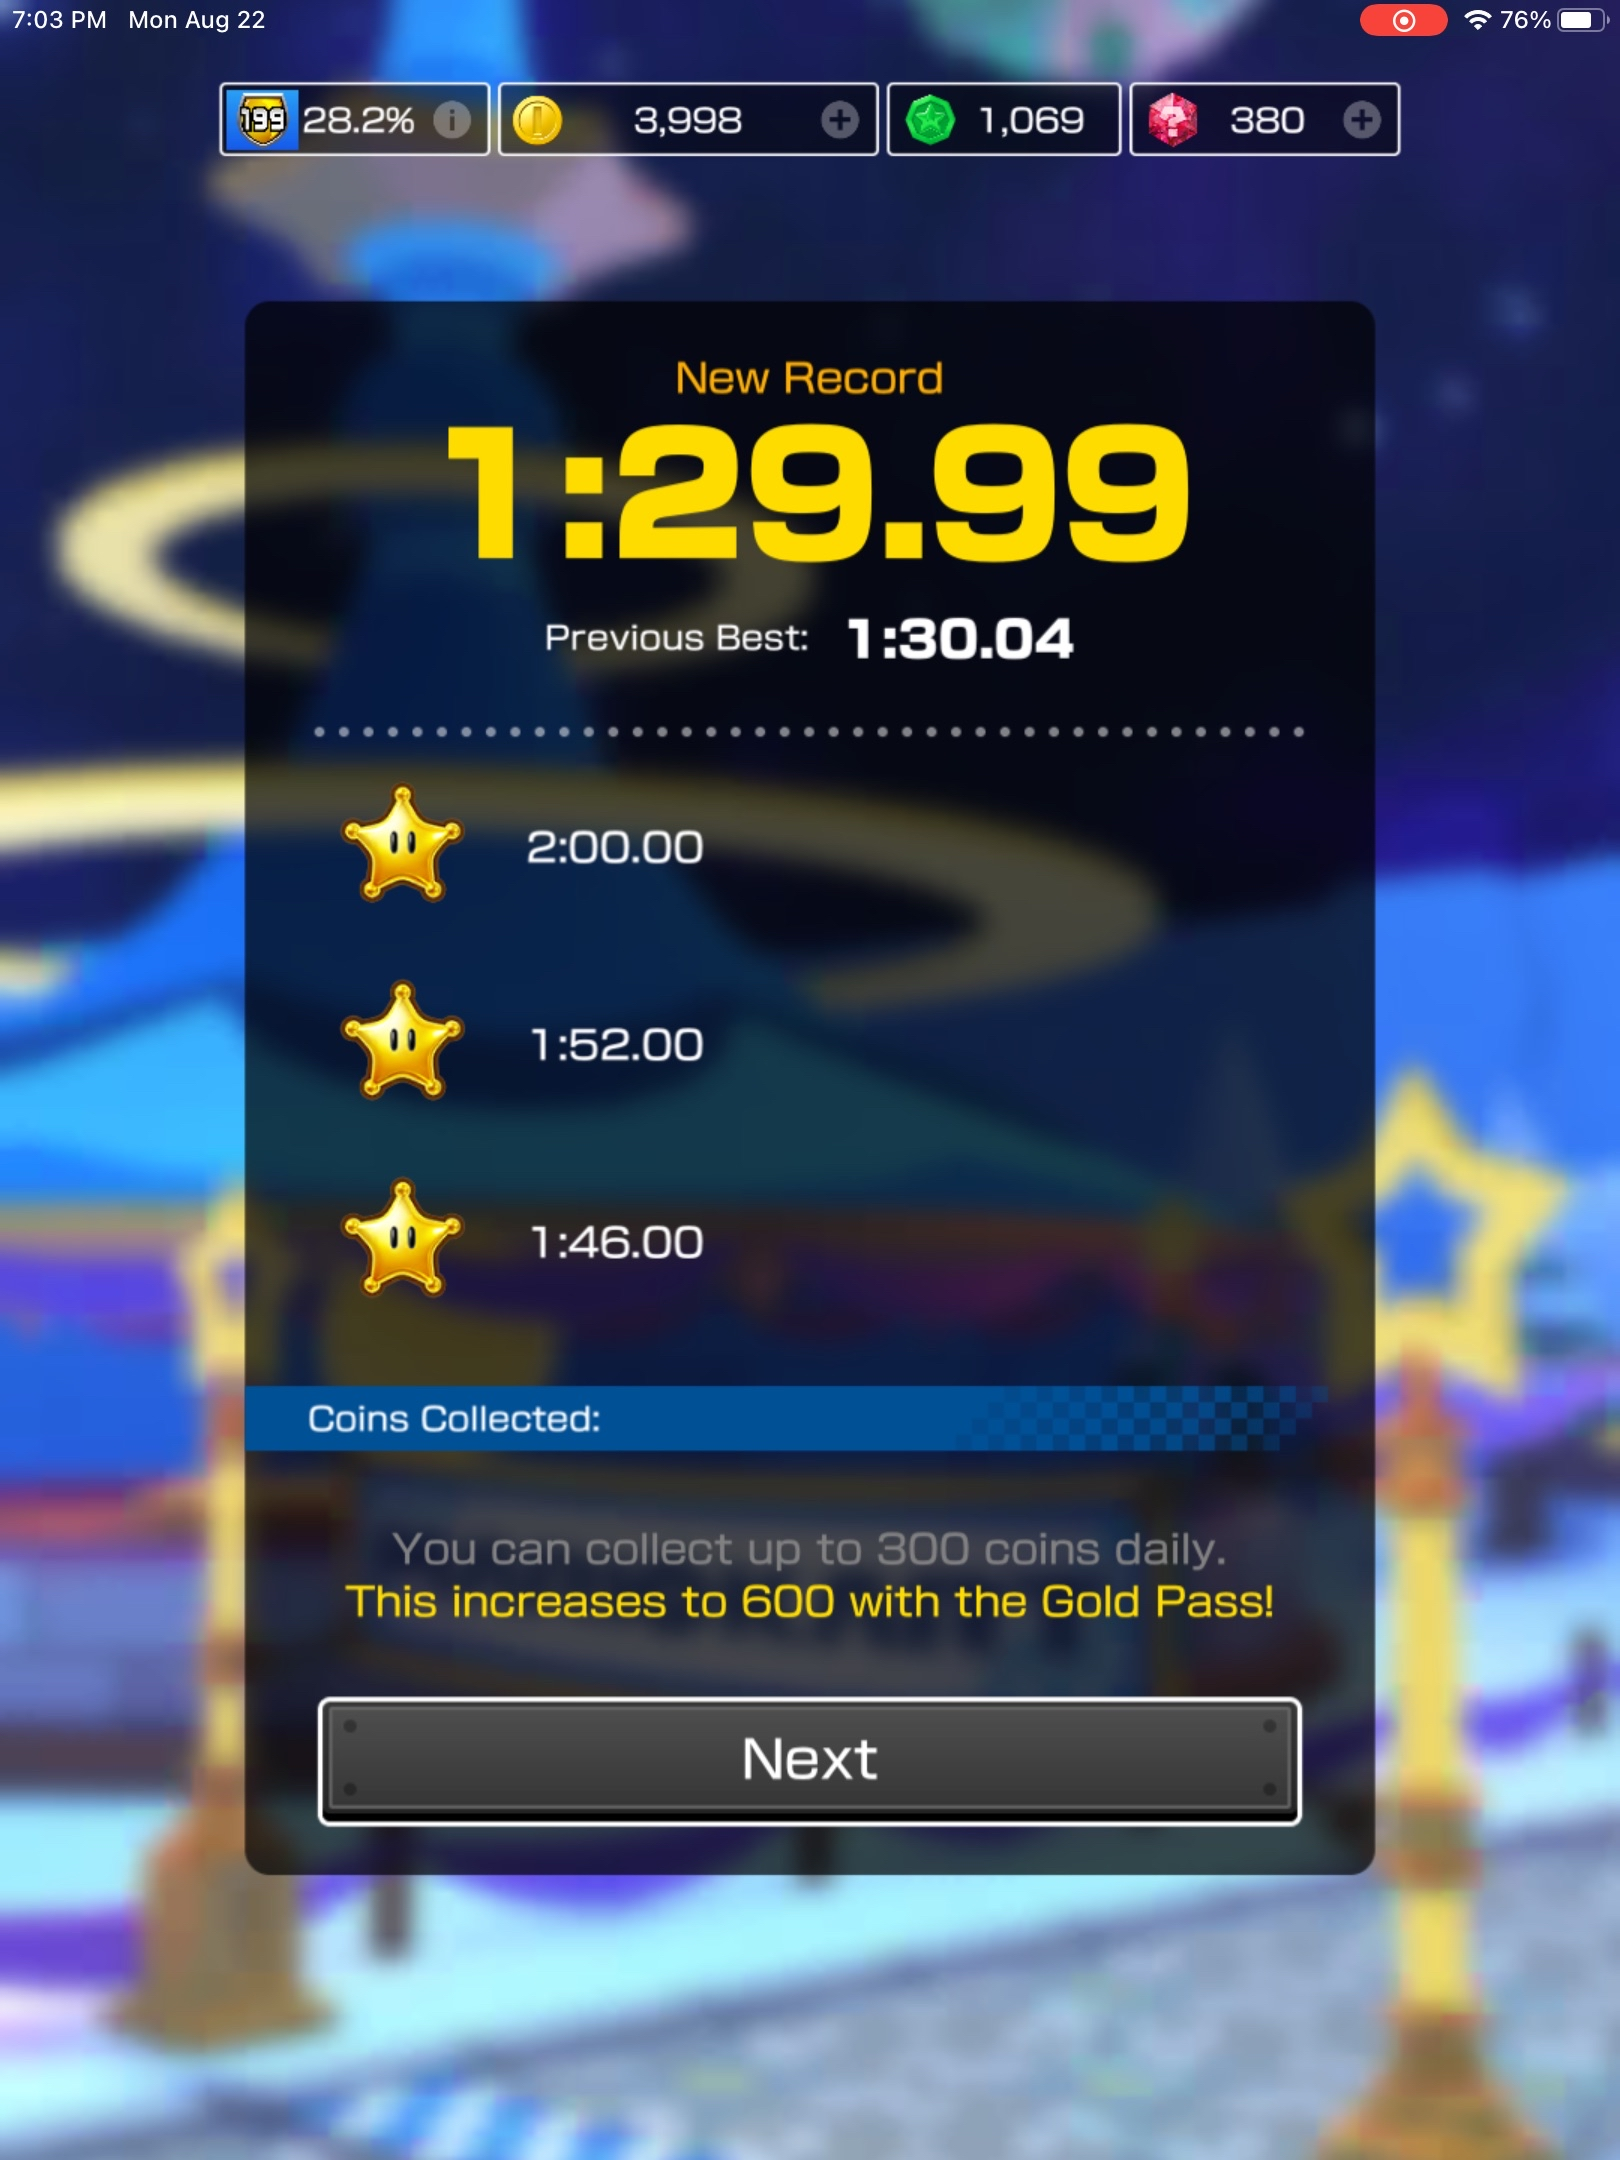 7:03 PM Mon Aug 22 76%
199 28.2% i 3,998 + 1,069 ? 380 +
New Record
1:29.99
Previous Best: 1:30.04
2:00.00
1:52.00
1:46.00
Coins Collected:
You can collect up to 300 coins daily.
This increases to 600 with the Gold Pass!
Next